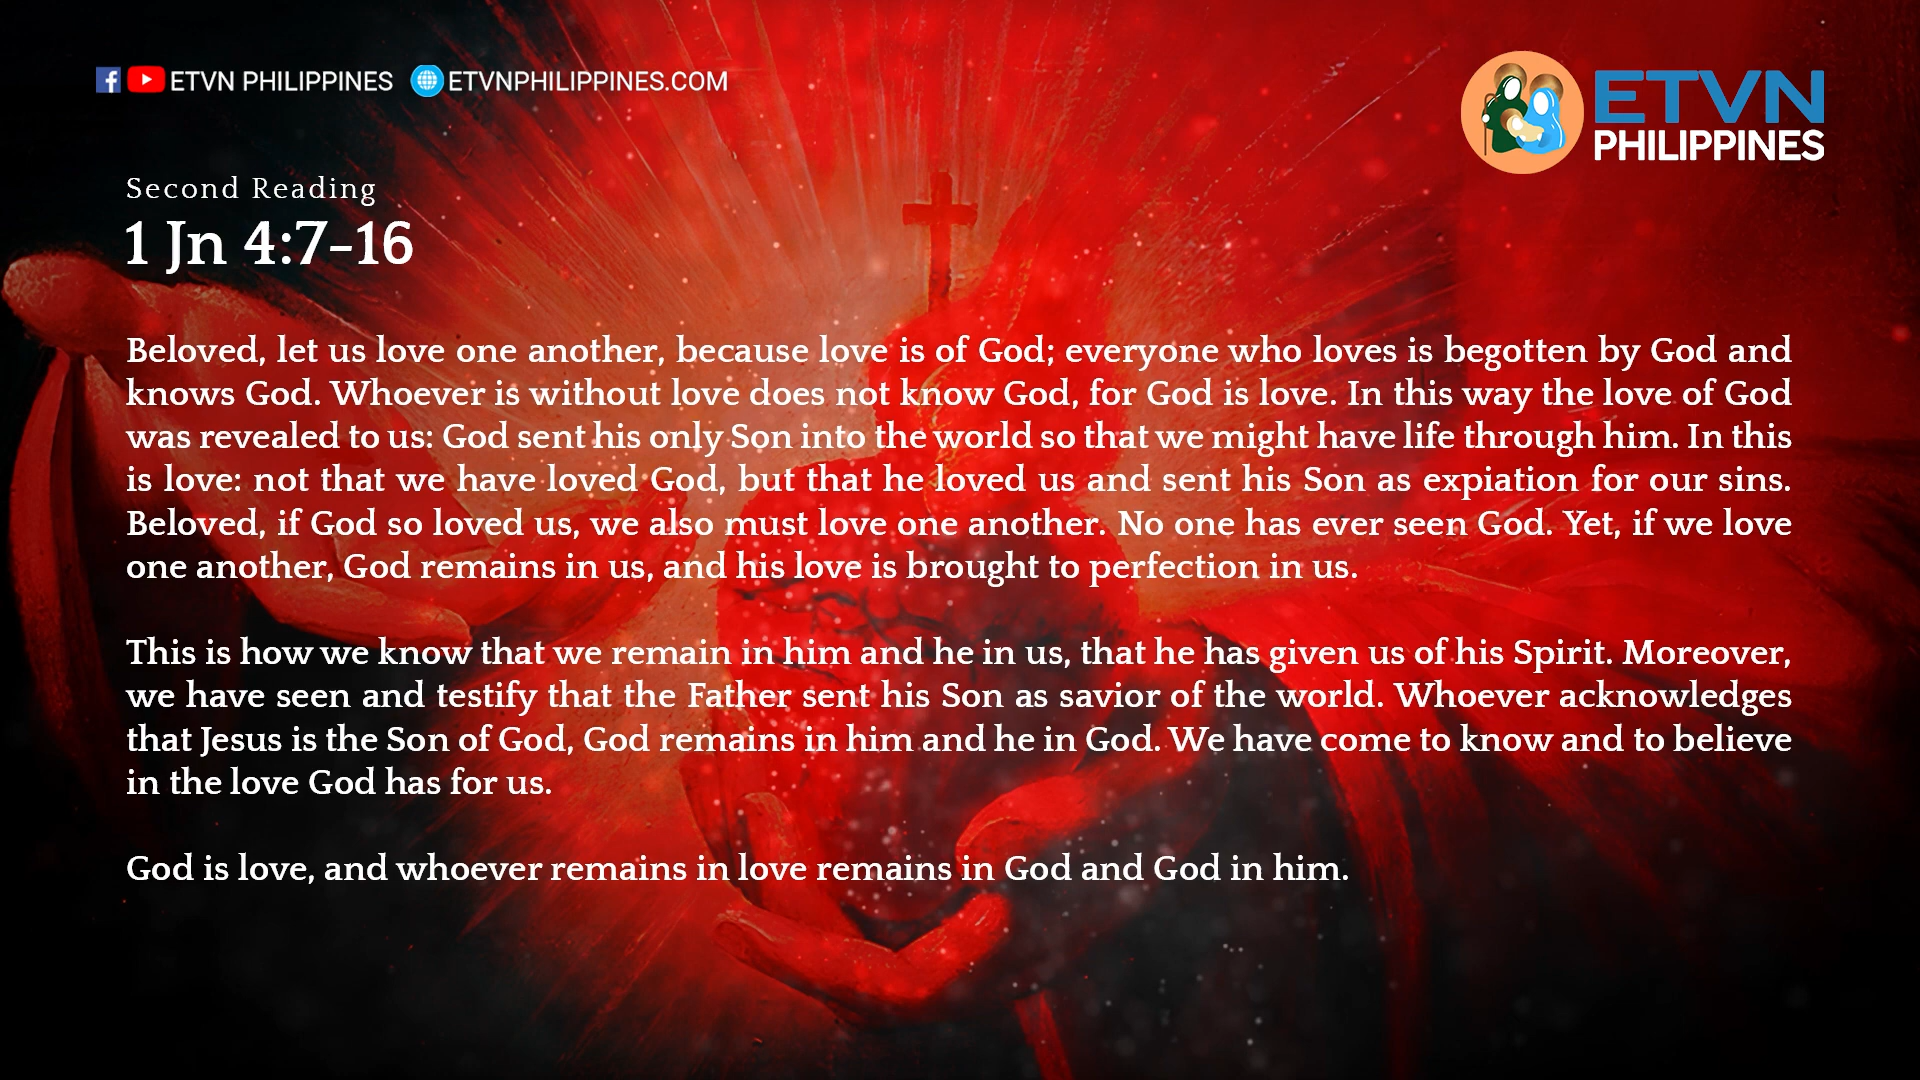 ETVN PHILIPPINES ETVNPHILIPPINES.COM
ETVN
PHILIPPINES
Second Reading
1 Jn 4:7-16
Beloved, let us love one another, because love is of God; everyone who loves is begotten by God and
knows God. Whoever is without love does not know God, for God is love. In this way the love of God
was revealed to us: God sent his only Son into the world so that we might have life through him. In this
is love: not that we have loved God, but that he loved us and sent his Son as expiation for our sins.
Beloved, if God so loved us, we also must love one another. No one has ever seen God. Yet, if we love
one another, God remains in us, and his love is brought to perfection in us.
This is how we know that we remain in him and he in us, that he has given us of his Spirit. Moreover,
we have seen and testify that the Father sent his Son as savior of the world. Whoever acknowledges
that Jesus is the Son of God, God remains in him and he in God. We have come to know and to believe
in the love God has for us.
God is love, and whoever remains in love remains in God and God in him.